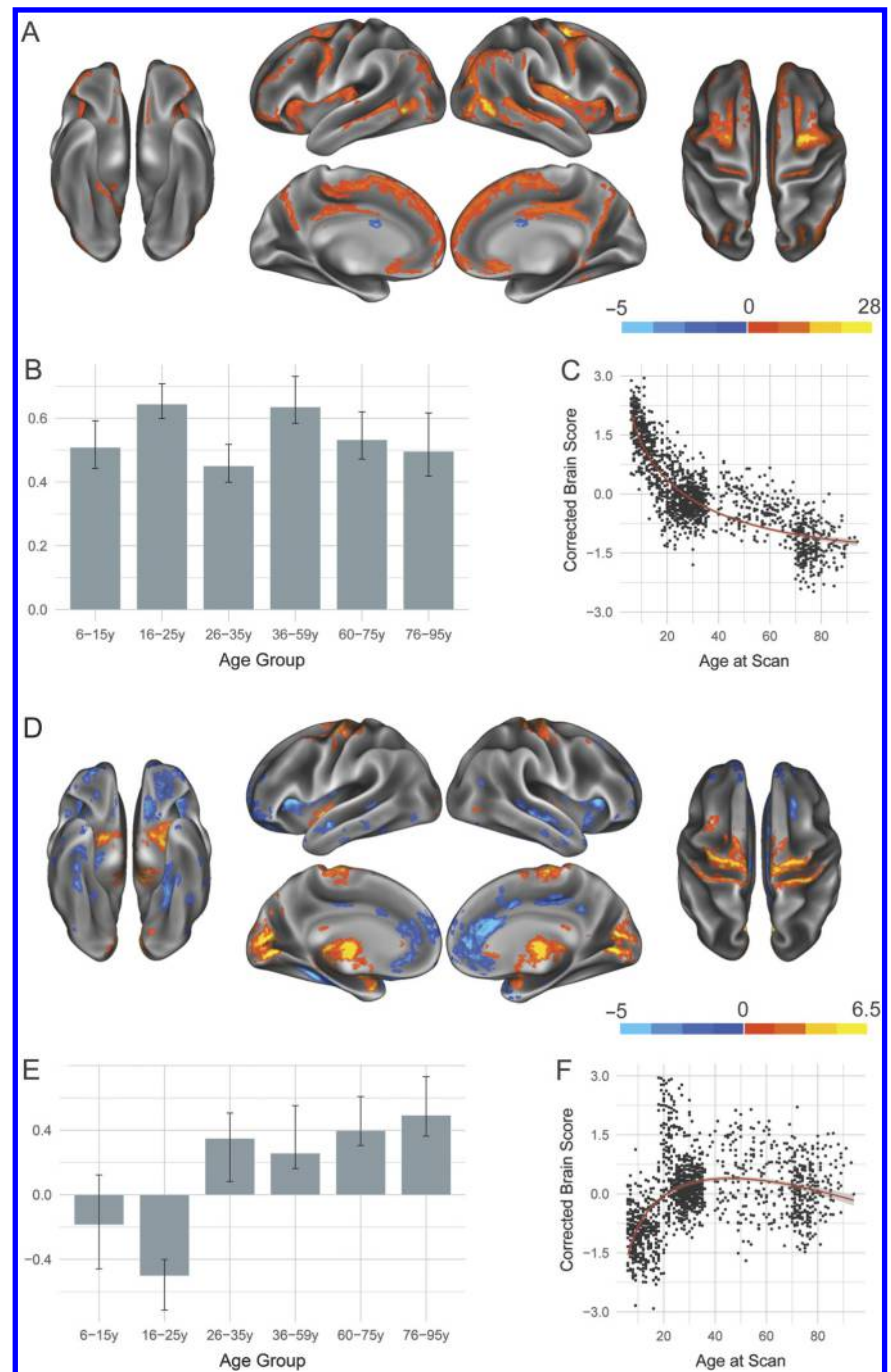 A
−5 0 28
B
0.6
0.4
0.2
0.0
6−15y 16−25y 26−35y 36−59y 60−75y 76−95y
Age Group
C
Corrected Brain Score
3.0
1.5
0.0
−1.5
−3.0
20 40 60 80
Age at Scan
D
−5 0 6.5
E
0.4
0.0
−0.4
6−15y 16−25y 26−35y 36−59y 60−75y 76−95y
Age Group
F
Corrected Brain Score
3.0
1.5
0.0
−1.5
−3.0
20 40 60 80
Age at Scan